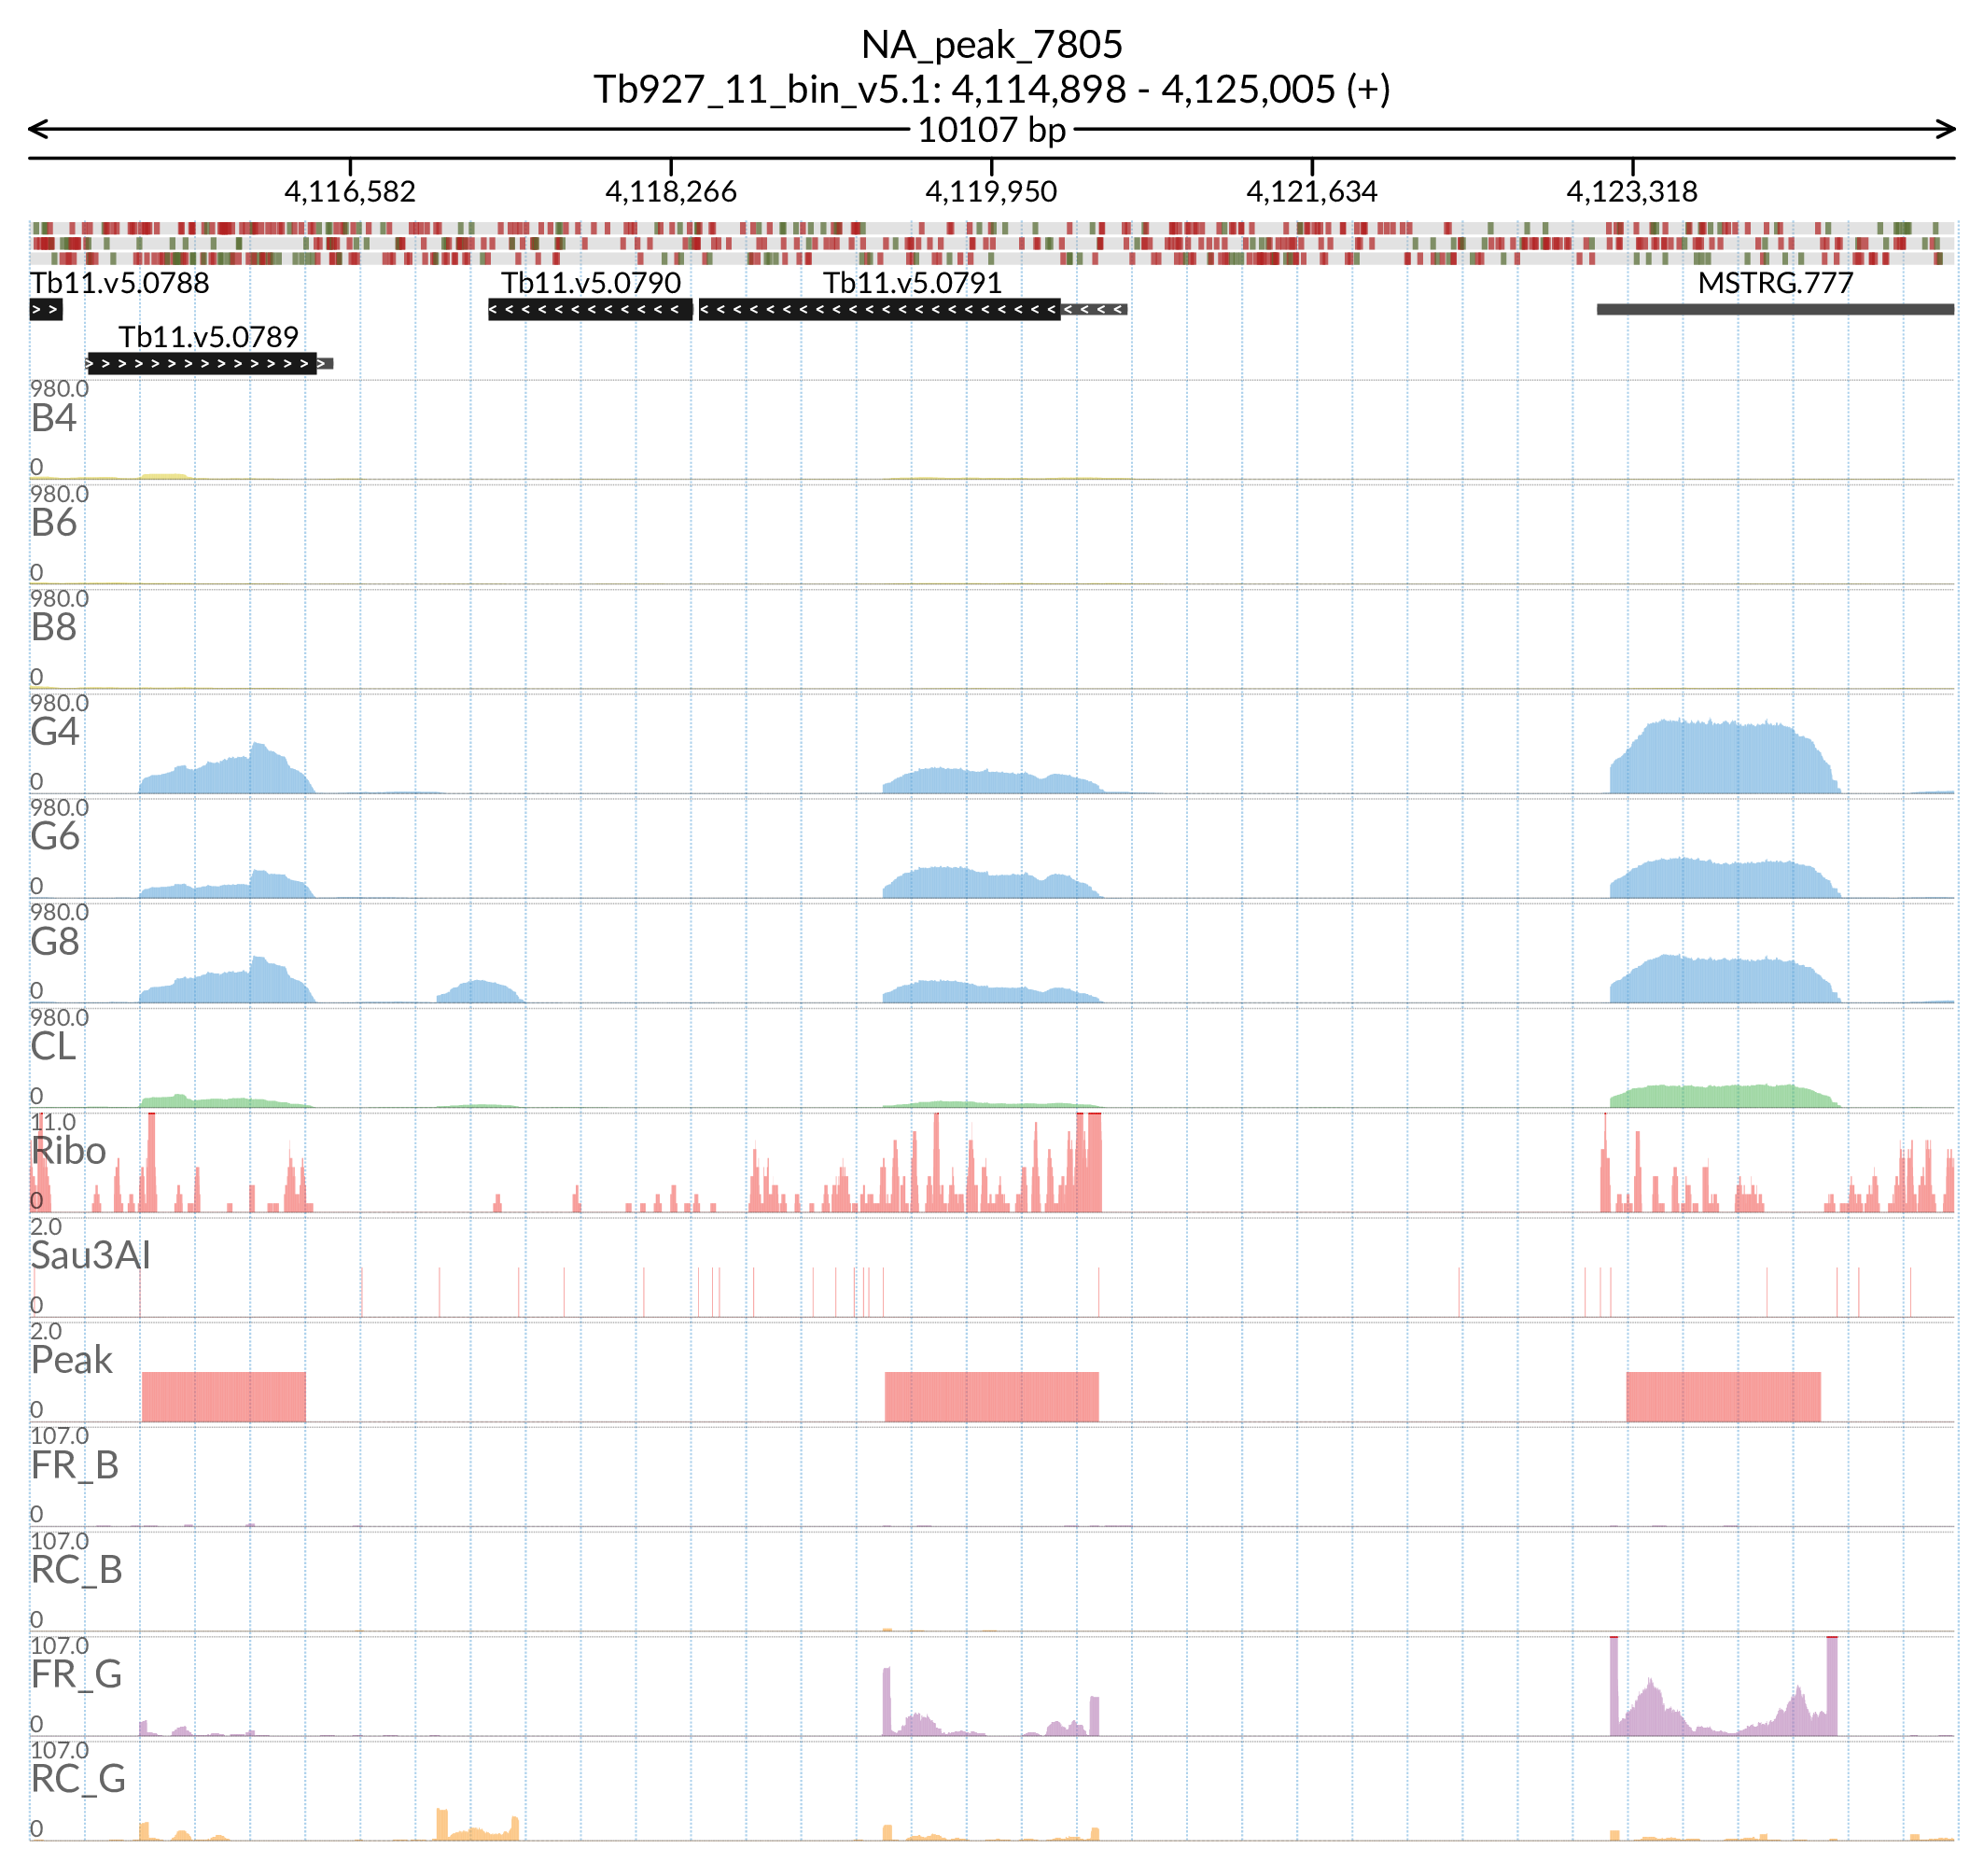 NA_peak_7805
Tb927_11_bin_v5.1: 4,114,898 - 4,125,005 (+)
10107 bp
4,116,582 4,118,266 4,119,950 4,121,634 4,123,318
Tb11.v5.0788 Tb11.v5.0790 Tb11.v5.0791 MSTRG.777
Tb11.v5.0789
980.0
B4
0
980.0
B6
0
980.0
B8
0
980.0
G4
0
980.0
G6
0
980.0
G8
0
980.0
CL
0
11.0
Ribo
0
2.0
Sau3AI
0
2.0
Peak
0
107.0
FR_B
0
107.0
RC_B
0
107.0
FR_G
0
107.0
RC_G
0